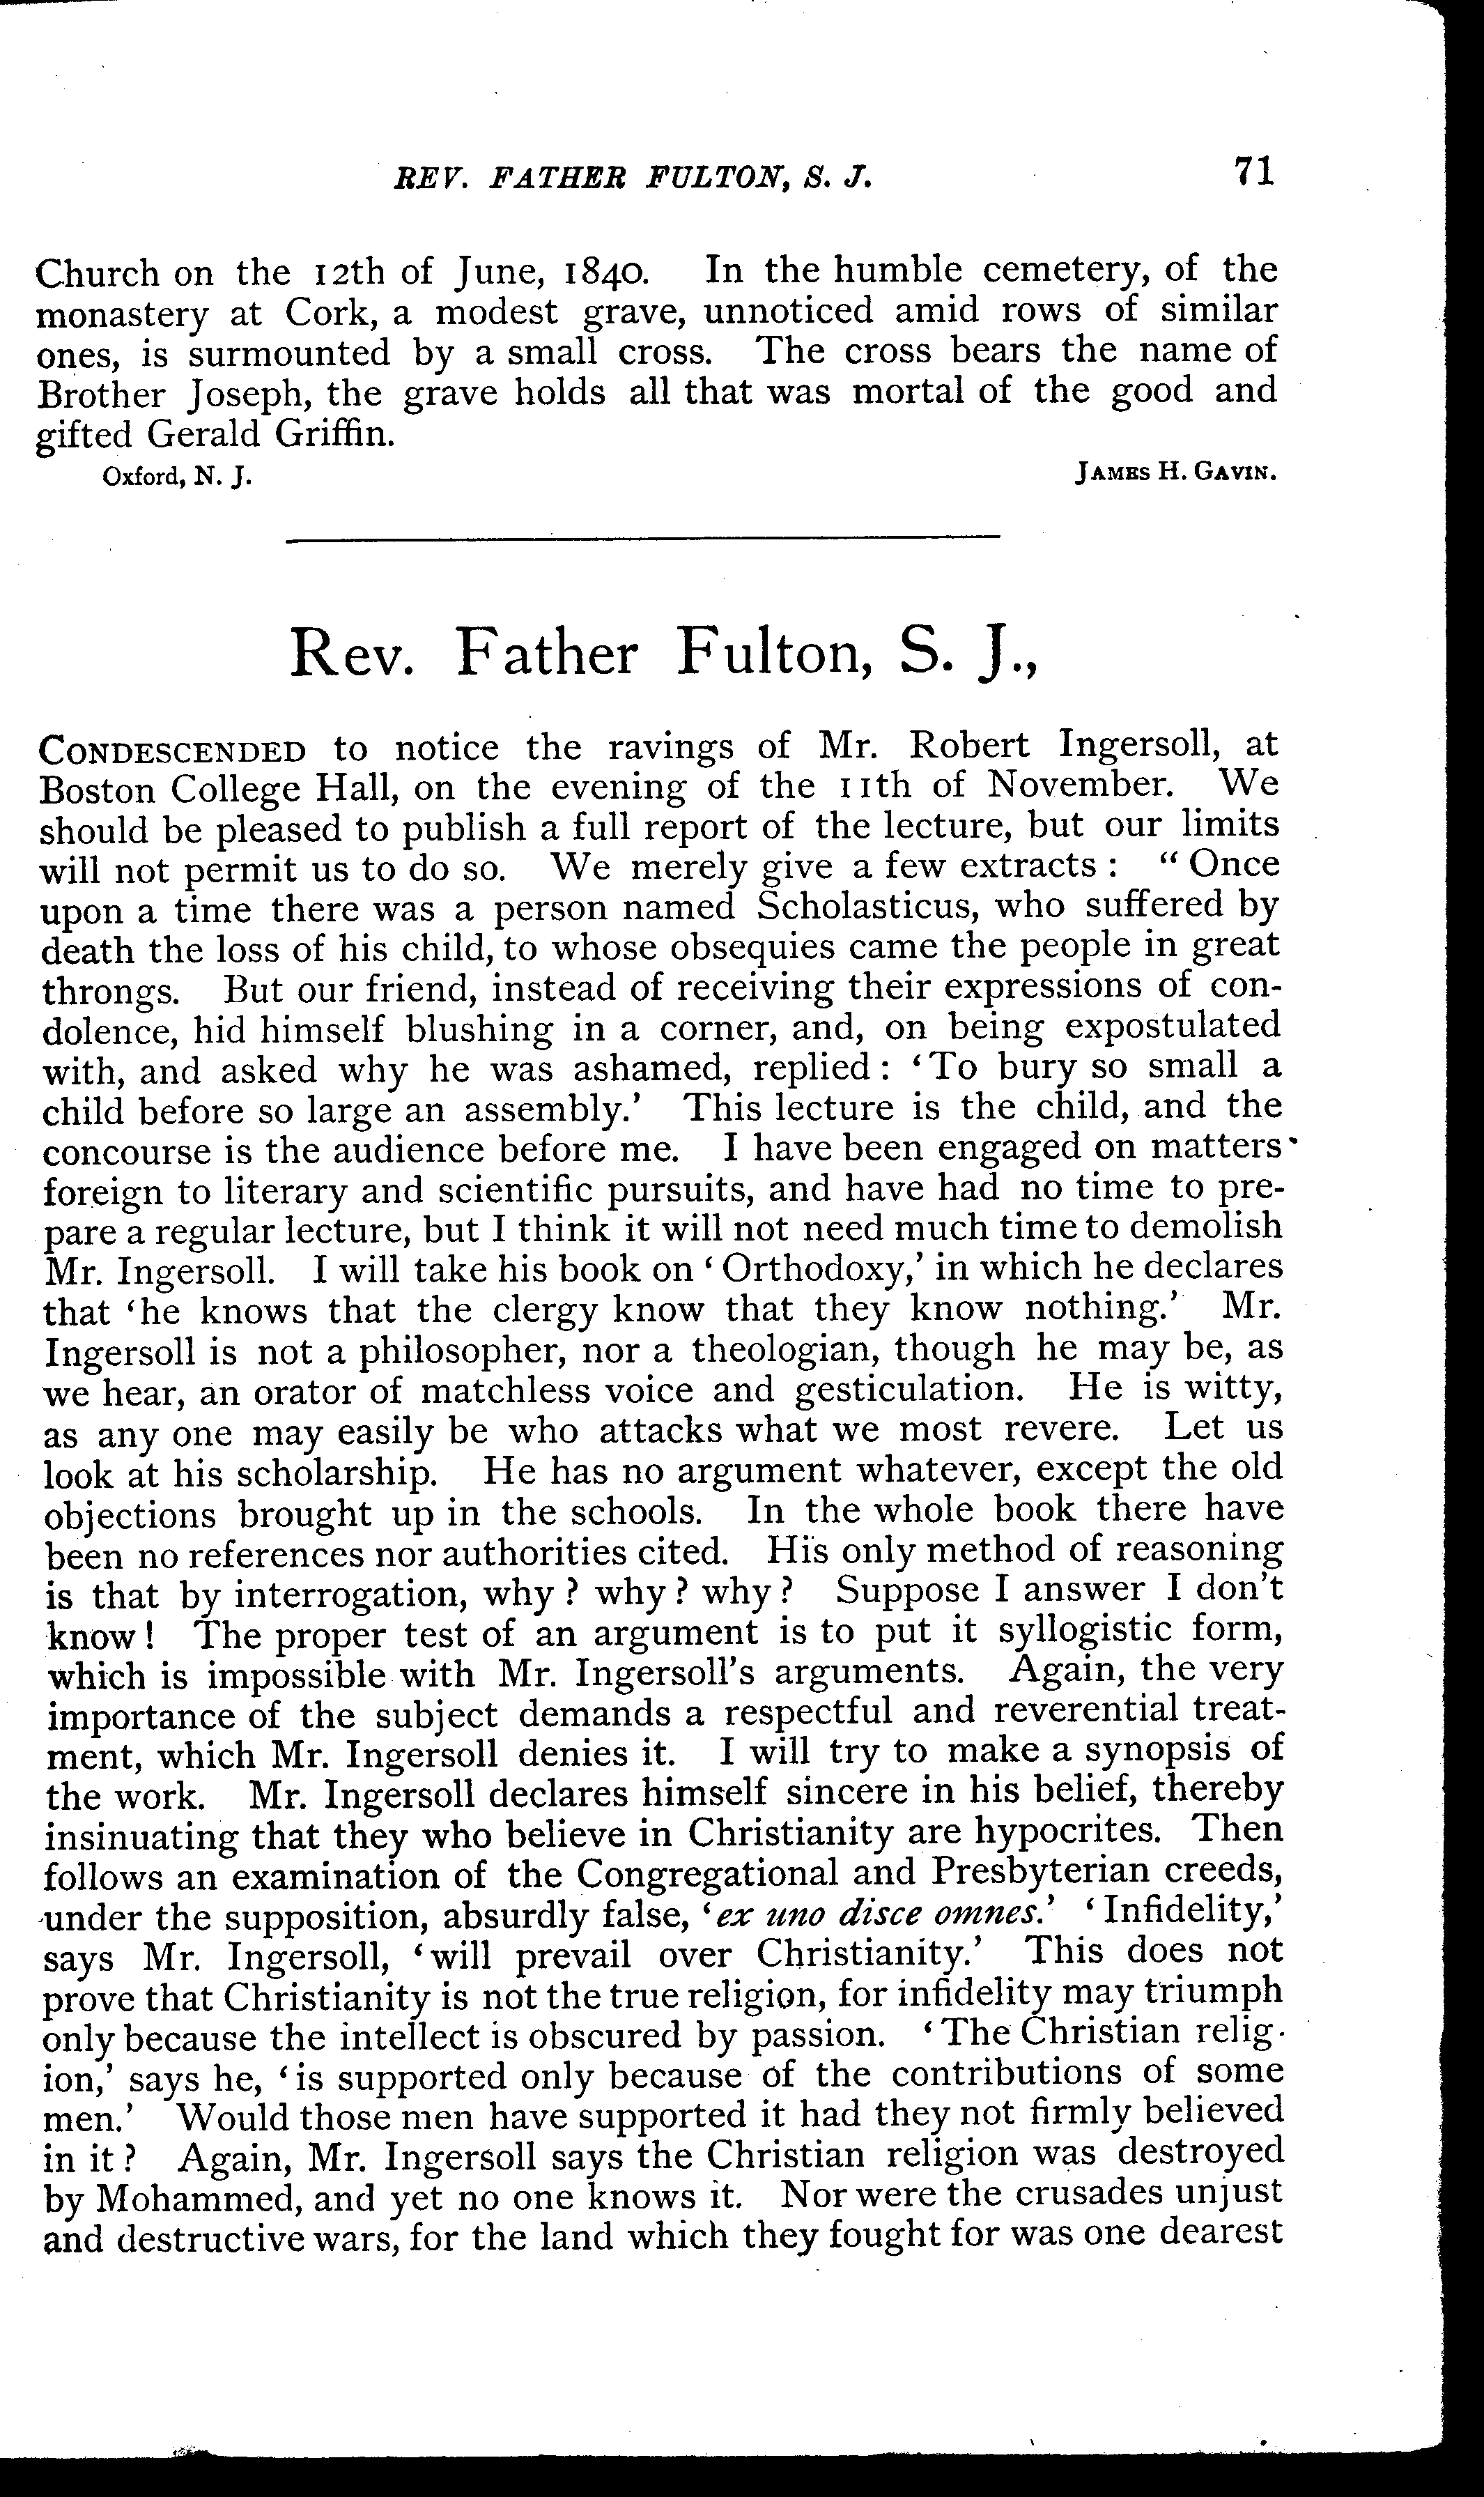 REV. FATHER FULTON, S. J. 71
Church on the 12th of June, 1840. In the humble cemetery, of the
monastery at Cork, a modest grave, unnoticed amid rows of similar
ones, is surmounted by a small cross. The cross bears the name of
Brother Joseph, the grave holds all that was mortal of the good and
gifted Gerald Griffin.
Oxford, N. J. JAMES H. GAVIN.
Rev. Father Fulton, S. J.,
CONDESCENDED to notice the ravings of Mr. Robert Ingersoll, at
Boston College Hall, on the evening of the 11th of November. We
should be pleased to publish a full report of the lecture, but our limits
will not permit us to do so. We merely give a few extracts : " Once
upon a time there was a person named Scholasticus, who suffered by
death the loss of his child, to whose obsequies came the people in great
throngs. But our friend, instead of receiving their expressions of con-
dolence, hid himself blushing in a corner, and, on being expostulated
with, and asked why he was ashamed, replied : ‘To bury so small a
child before so large an assembly.’ This lecture is the child, and the
concourse is the audience before me. I have been engaged on matters
foreign to literary and scientific pursuits, and have had no time to pre-
pare a regular lecture, but I think it will not need much time to demolish
Mr. Ingersoll. I will take his book on ‘ Orthodoxy,’ in which he declares
that ‘he knows that the clergy know that they know nothing.’ Mr.
Ingersoll is not a philosopher, nor a theologian, though he may be, as
we hear, an orator of matchless voice and gesticulation. He is witty,
as any one may easily be who attacks what we most revere. Let us
look at his scholarship. He has no argument whatever, except the old
objections brought up in the schools. In the whole book there have
been no references nor authorities cited. His only method of reasoning
is that by interrogation, why ? why ? why ? Suppose I answer I don't
know ! The proper test of an argument is to put it syllogistic form,
which is impossible with Mr. Ingersoll's arguments. Again, the very
importance of the subject demands a respectful and reverential treat-
ment, which Mr. Ingersoll denies it. I will try to make a synopsis of
the work. Mr. Ingersoll declares himself sincere in his belief, thereby
insinuating that they who believe in Christianity are hypocrites. Then
follows an examination of the Congregational and Presbyterian creeds,
under the supposition, absurdly false, ‘ex uno disce omnes.’ ‘ Infidelity,’
says Mr. Ingersoll, ‘will prevail over Christianity.’ This does not
prove that Christianity is not the true religion, for infidelity may triumph
only because the intellect is obscured by passion. ‘The Christian relig-
ion,’ says he, ‘is supported only because of the contributions of some
men.’ Would those men have supported it had they not firmly believed
in it ? Again, Mr. Ingersoll says the Christian religion was destroyed
by Mohammed, and yet no one knows it. Nor were the crusades unjust
and destructive wars, for the land which they fought for was one dearest